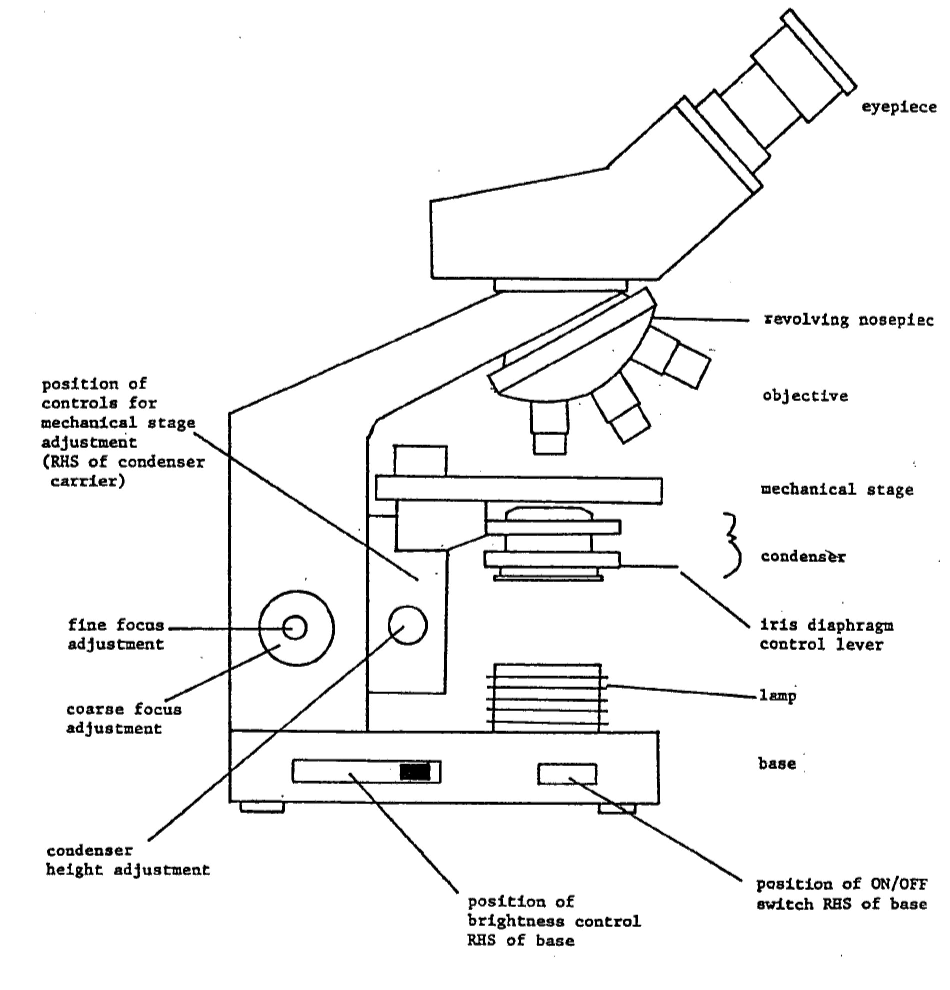 eyepiece
revolving nosepiec
objective
position of
controls for
mechanical stage
adjustment
(RHS of condenser
carrier)
mechanical stage
condenser
fine focus
adjustment
iris diaphragm
control lever
coarse focus
adjustment
lamp
base
condenser
height adjustment
position of
brightness control
RHS of base
position of ON/OFF
switch RHS of base